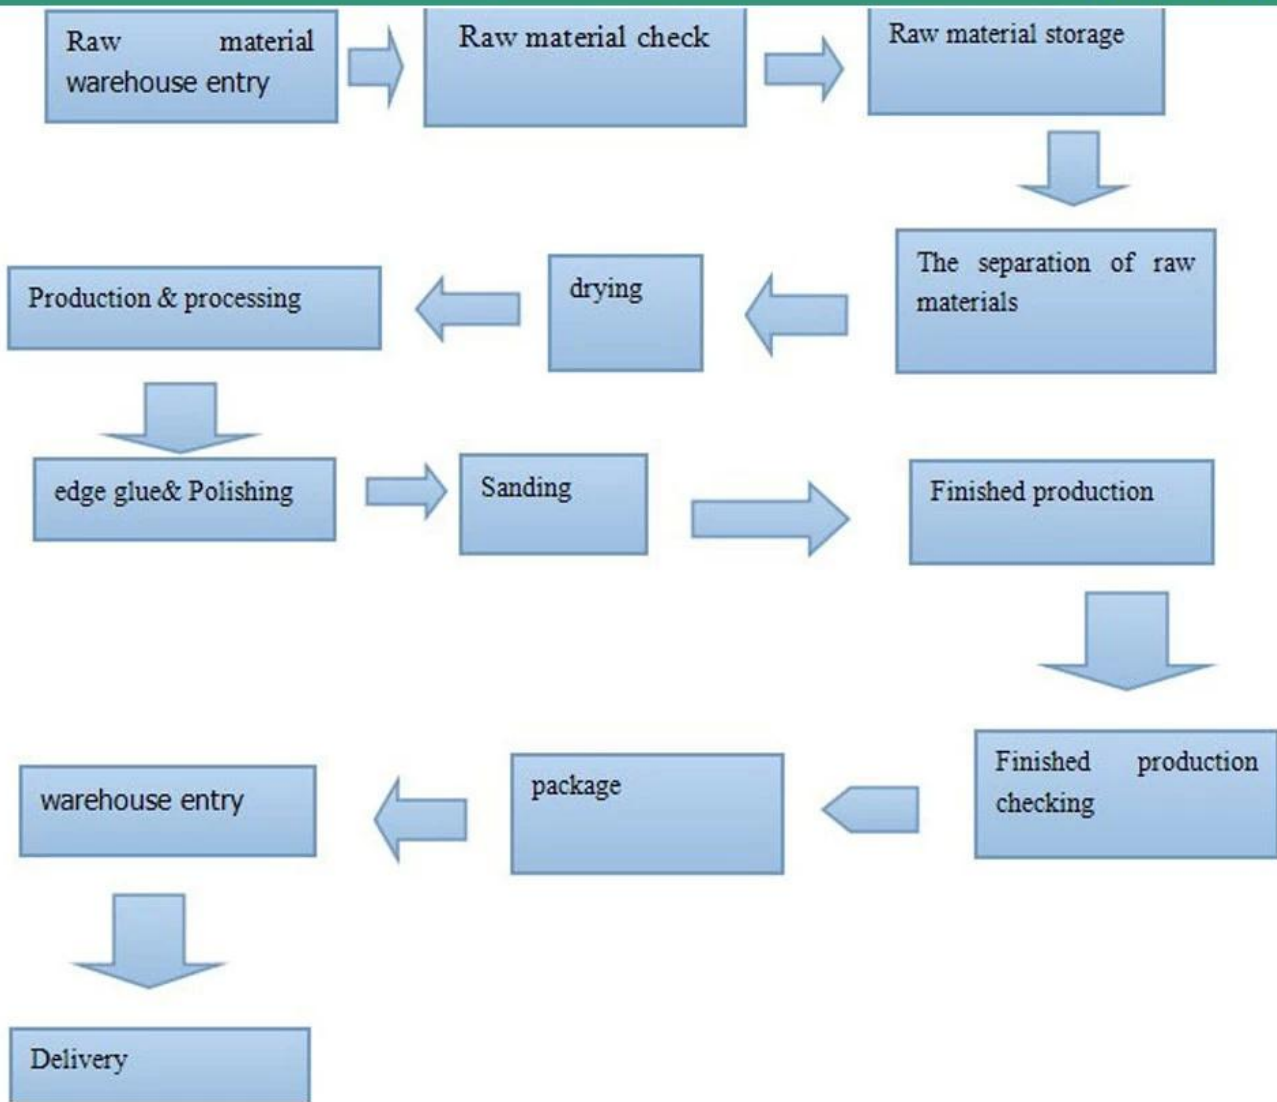 Raw material
warehouse entry
Raw material check
Raw material storage
The separation of raw
materials
drying
Production & processing
edge glue& Polishing
Sanding
Finished production
Finished production
checking
package
warehouse entry
Delivery